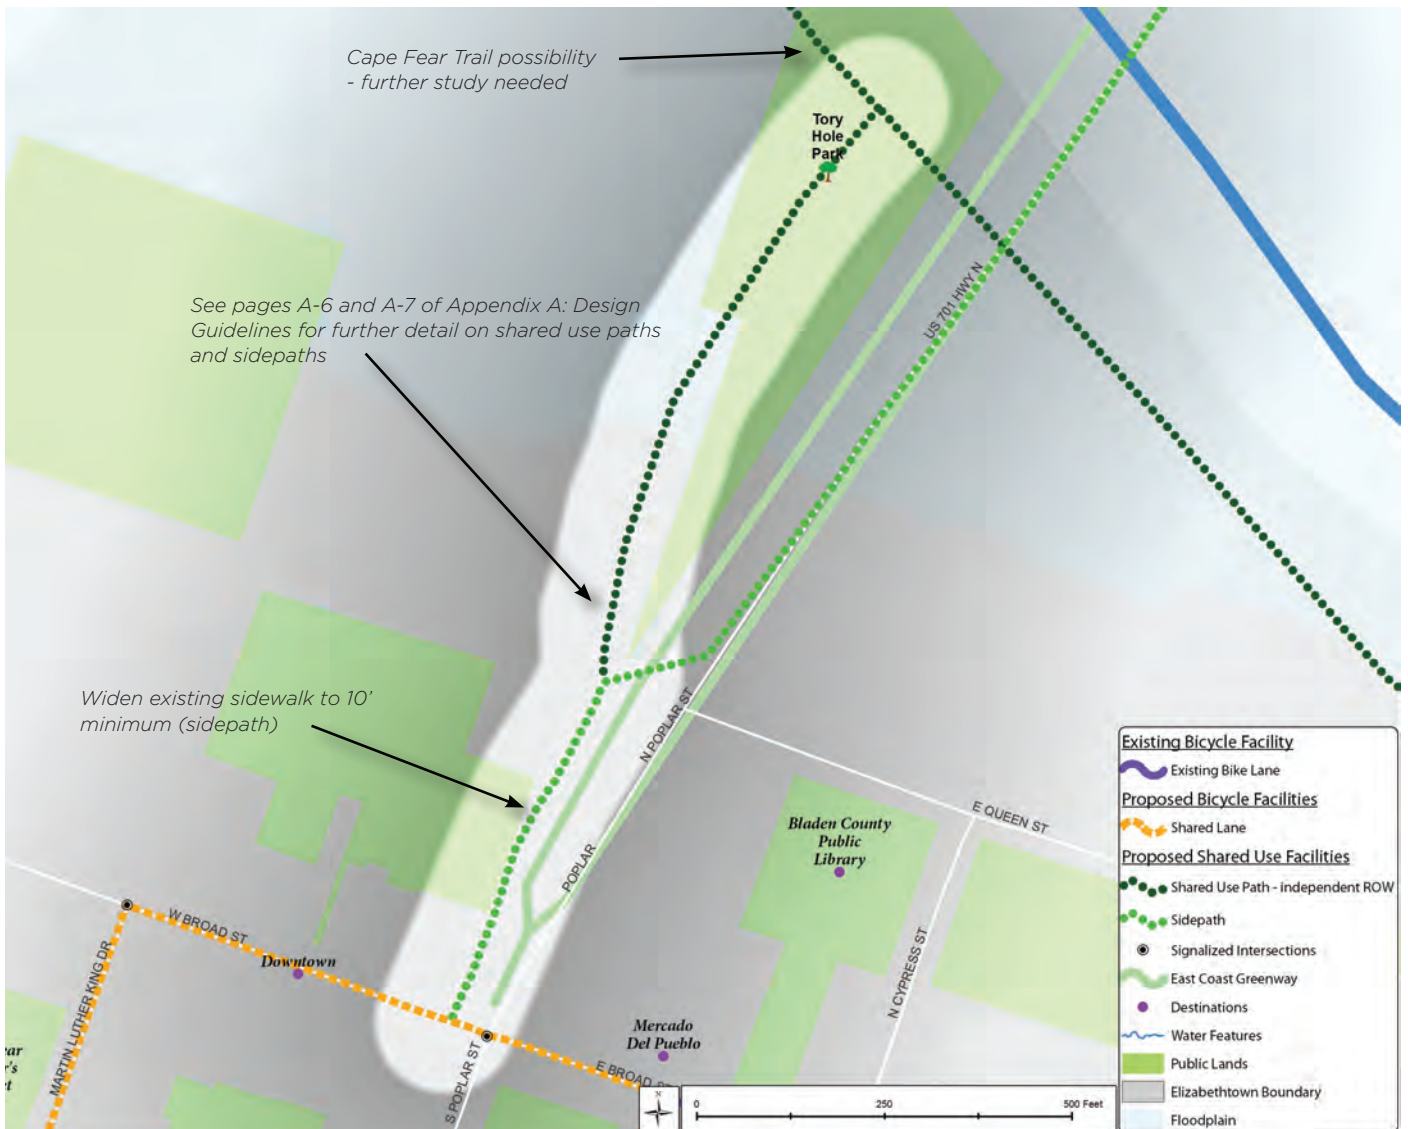 Cape Fear Trail possibility
- further study needed
Tory
Hole
Park
See pages A-6 and A-7 of Appendix A: Design
Guidelines for further detail on shared use paths
and sidepaths
US 701 HWY N
Widen existing sidewalk to 10’
minimum (sidepath)
N POPLAR ST
POPLAR
E QUEEN ST
Bladen County
Public
Library
N CYPRESS ST
W BROAD ST
Downtown
MARTIN LUTHER KING DR
Mercado
Del Pueblo
E BROAD
S POPLAR ST
ear
r's
et
Existing Bicycle Facility
Existing Bike Lane
Proposed Bicycle Facilities
Shared Lane
Proposed Shared Use Facilities
Shared Use Path - independent ROW
Sidepath
Signalized Intersections
East Coast Greenway
Destinations
Water Features
Public Lands
Elizabethtown Boundary
Floodplain
N
0 250 500 Feet